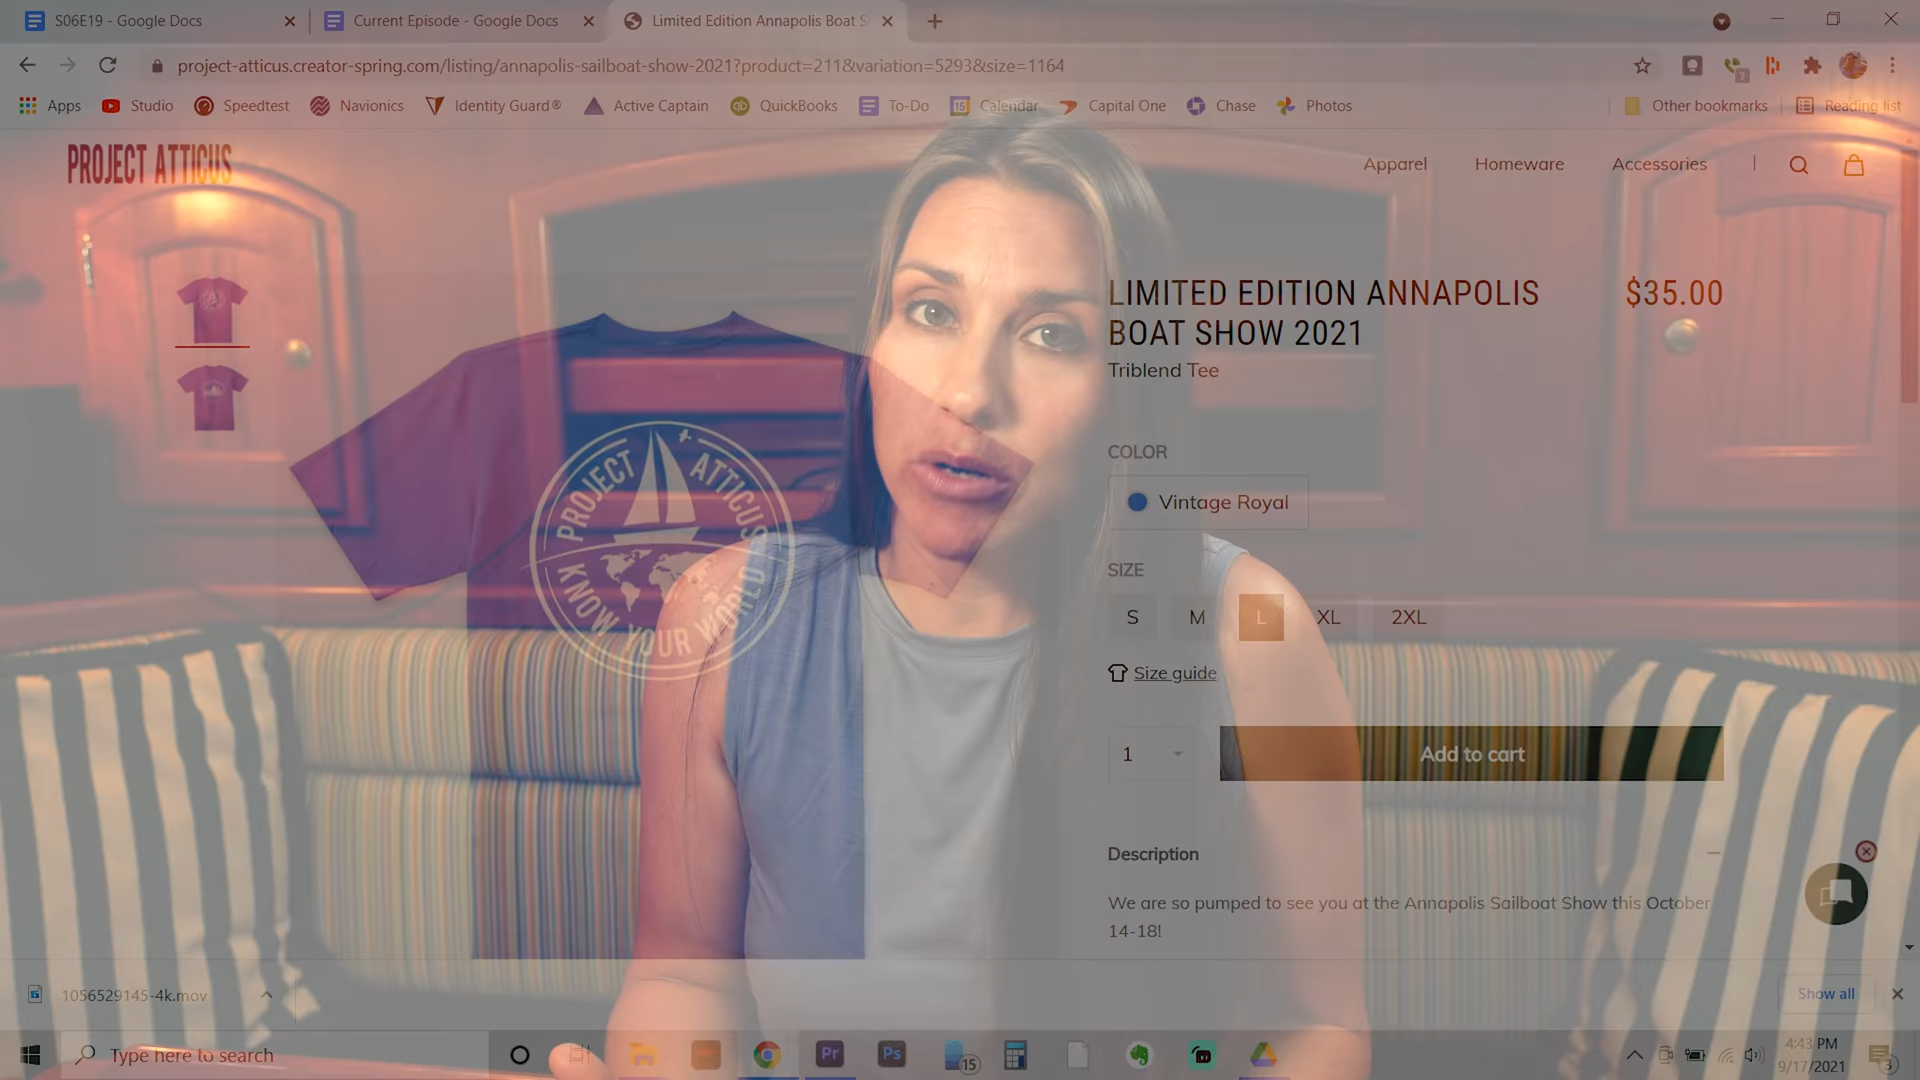 S06E19 - Google Docs
Current Episode - Google Docs
Limited Edition Annapolis Boat S
project-atticus.creator-spring.com/listing/annapolis-sailboat-show-2021?product=211&variation=5293&size=1164
Apps
Studio
Speedtest
Navionics
Identity Guard®
Active Captain
QuickBooks
To-Do
15
Calendar
Capital One
Chase
Photos
Other bookmarks
Reading list
PROJECT ATTICUS
Apparel
Homeware
Accessories
LIMITED EDITION ANNAPOLIS
BOAT SHOW 2021
$35.00
Triblend Tee
PROJECT ATTICUS
KNOW YOUR WORLD
COLOR
Vintage Royal
SIZE
S M L XL 2XL
Size guide
1
Add to cart
Description
We are so pumped to see you at the Annapolis Sailboat Show this October
14-18!
1056529145-4k.mov
Show all
Type here to search
Pr
Ps
15
4:43 PM
9/17/2021
3